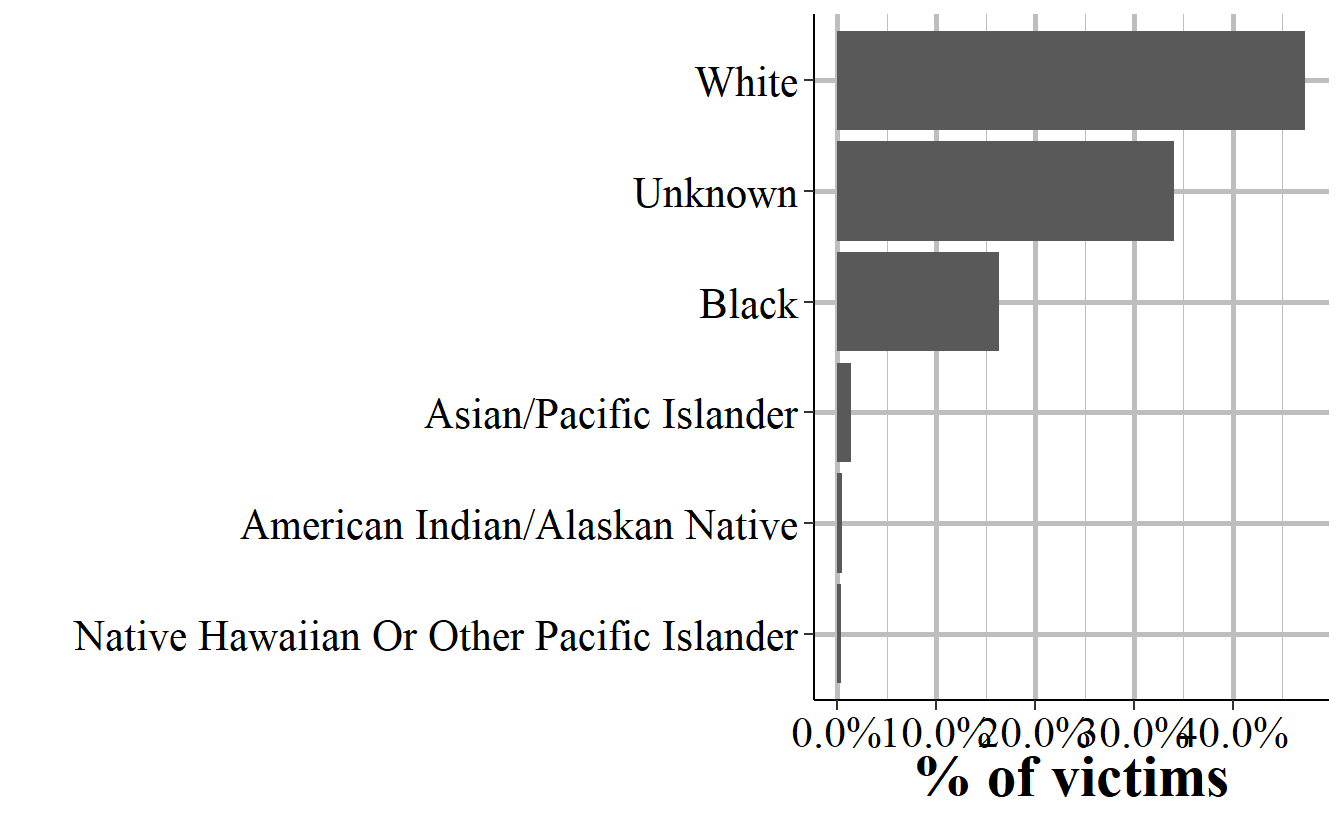 White
Unknown
Black
Asian/Pacific Islander
American Indian/Alaskan Native
Native Hawaiian Or Other Pacific Islander
0.0% 10.0% 20.0% 30.0% 40.0%
% of victims